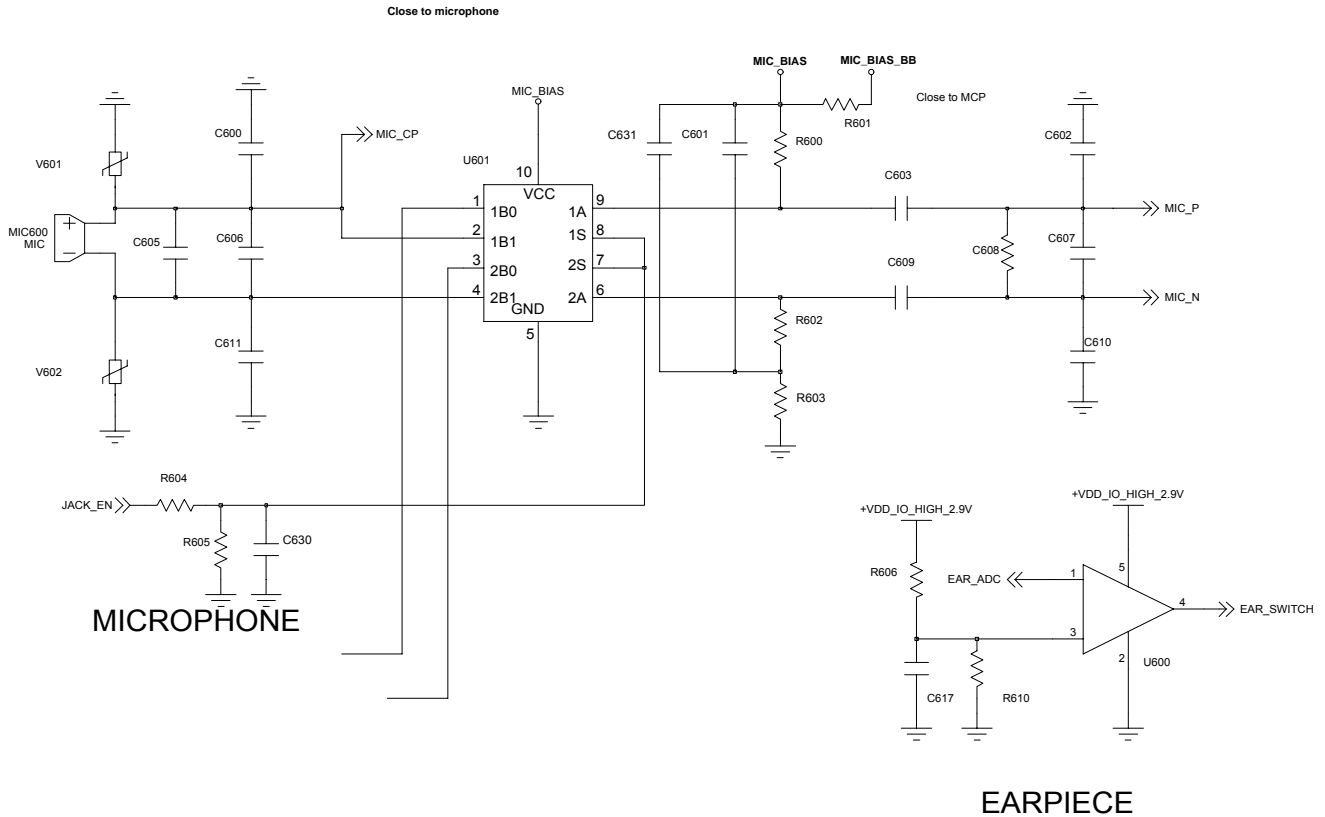 Close to microphone
MIC_BIAS
MIC_BIAS_BB
MIC_BIAS
Close to MCP
C600
MIC_CP
C631
C601
R601
R600
C602
V601
U601
10
VCC
C603
1
1B0
1A
9
MIC_P
MIC600
MIC
+
-
C605
C606
2
1B1
1S
8
C608
C607
3
2B0
2S
7
C609
4
2B1
2A
6
MIC_N
GND
5
R602
V602
C611
C610
R603
R604
JACK_EN
R605
C630
MICROPHONE
+VDD_IO_HIGH_2.9V
+VDD_IO_HIGH_2.9V
R606
EAR_ADC
1
5
4
EAR_SWITCH
3
2
U600
C617
R610
EARPIECE